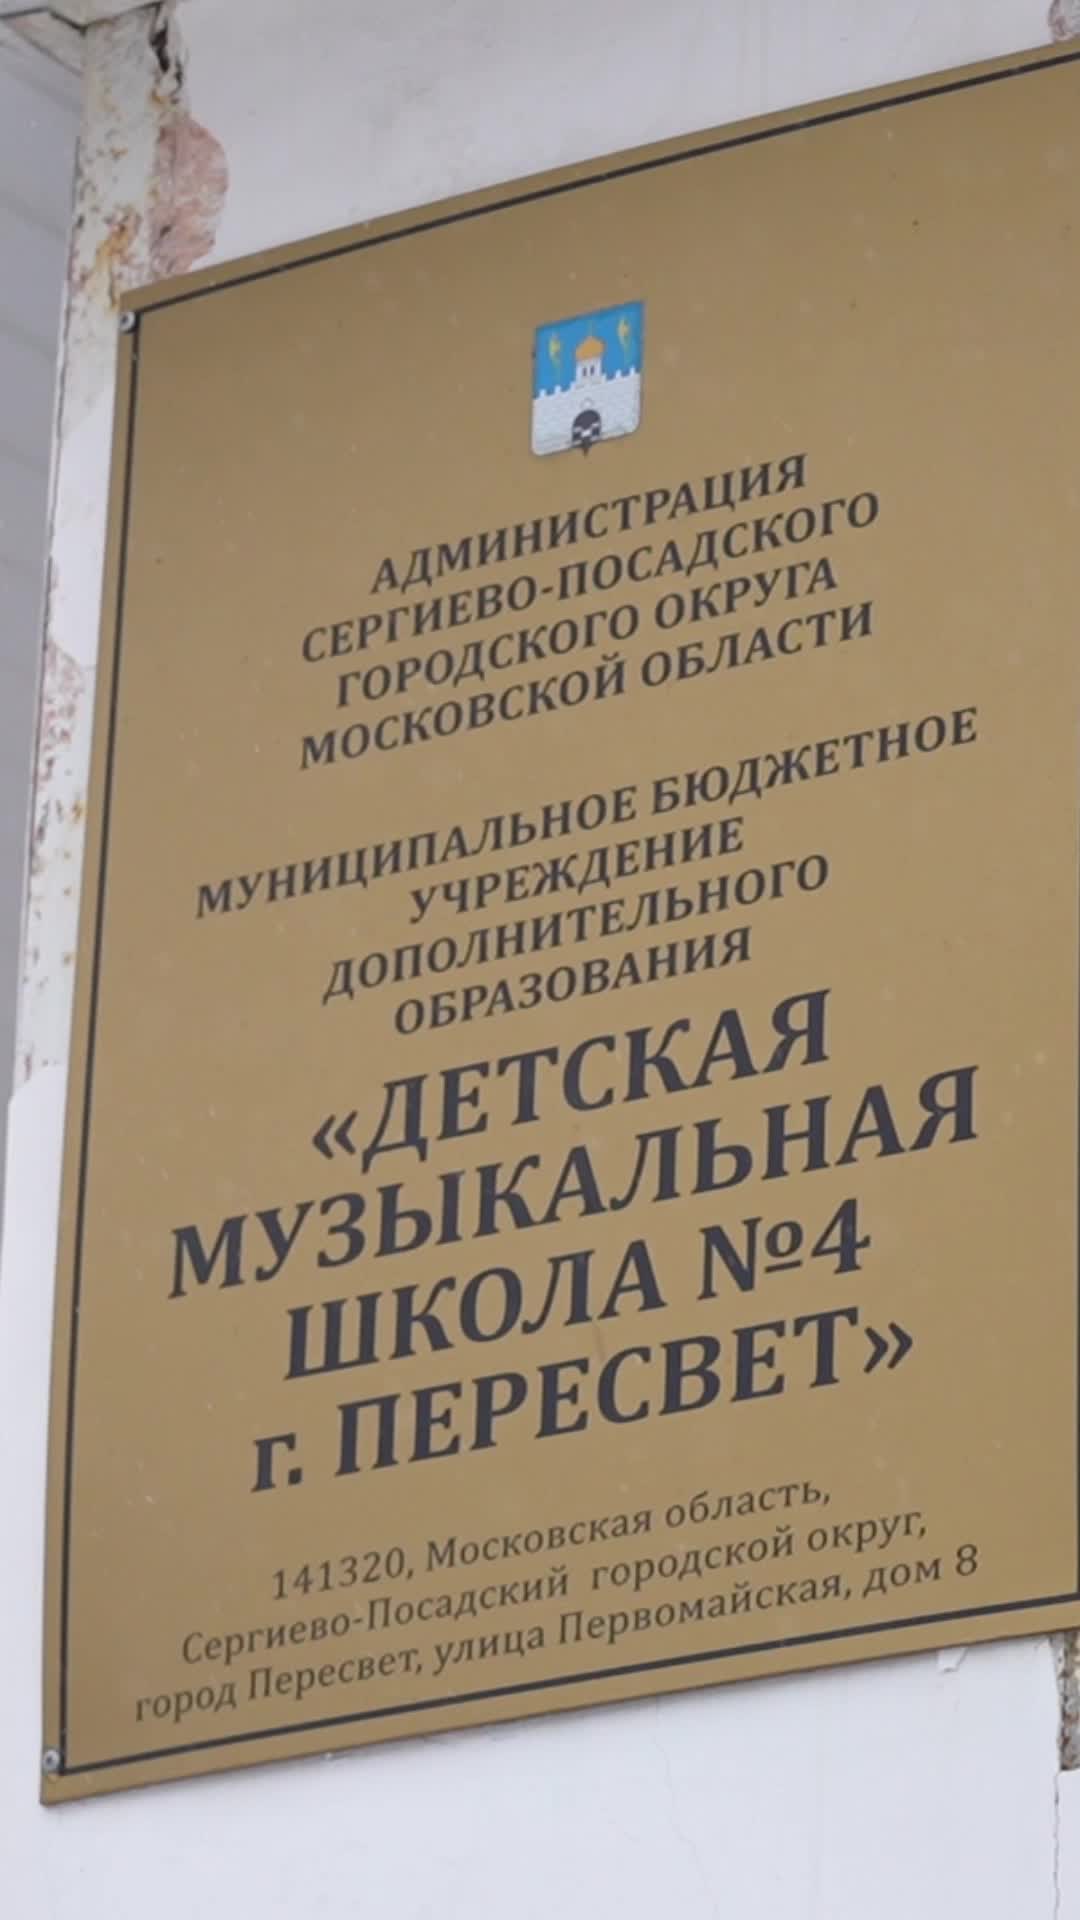 АДМИНИСТРАЦИЯ
СЕРГИЕВО-ПОСАДСКОГО
ГОРОДСКОГО ОКРУГА
МОСКОВСКОЙ ОБЛАСТИ
МУНИЦИПАЛЬНОЕ БЮДЖЕТНОЕ
УЧРЕЖДЕНИЕ
ДОПОЛНИТЕЛЬНОГО
ОБРАЗОВАНИЯ
«ДЕТСКАЯ
МУЗЫКАЛЬНАЯ
ШКОЛА №4
г. ПЕРЕСВЕТ»
141320, Московская область,
Сергиево-Посадский городской округ,
город Пересвет, улица Первомайская, дом 8